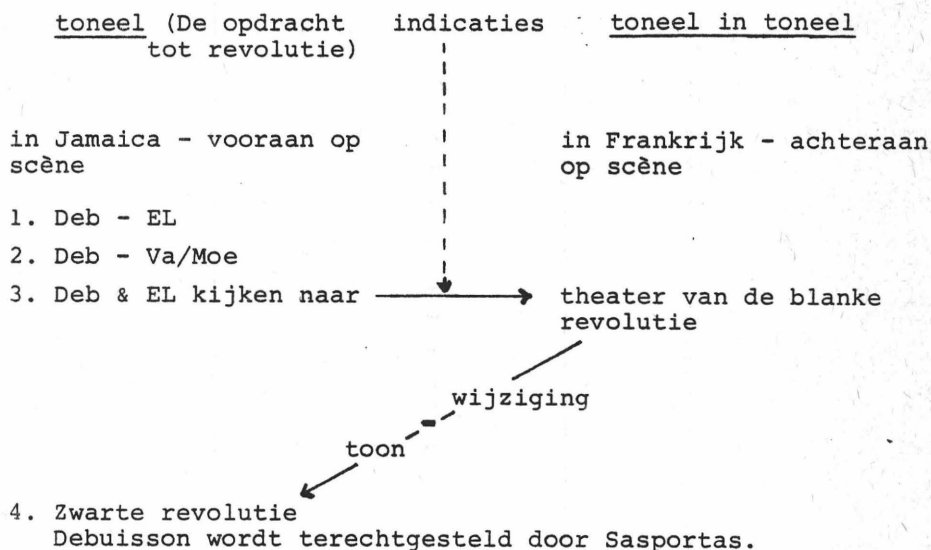 toneel (De opdracht tot revolutie)
indicaties
toneel in toneel
in Jamaica - vooraan op scène
in Frankrijk - achteraan op scène
1. Deb - EL
2. Deb - Va/Moe
3. Deb & EL kijken naar
theater van de blanke revolutie
wijziging
toon
4. Zwarte revolutie
Debuisson wordt terechtgesteld door Sasportas.